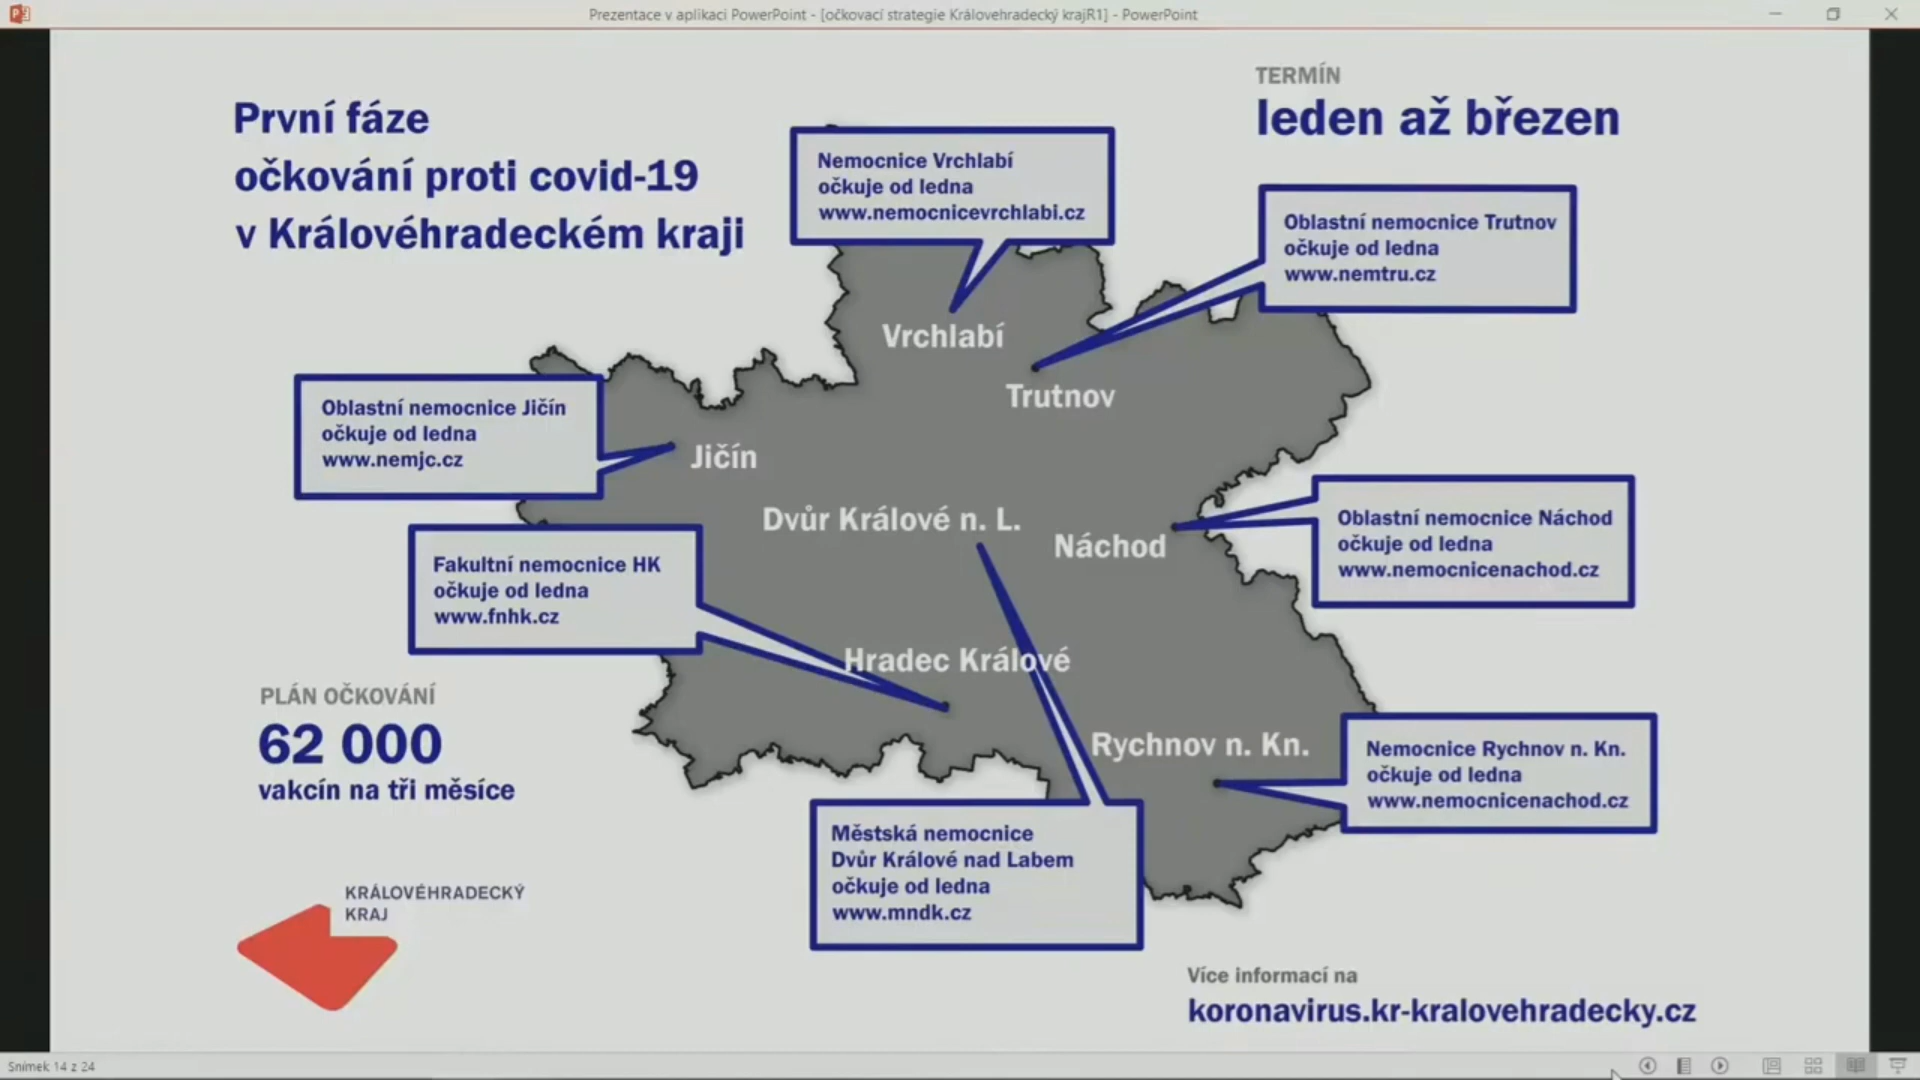 Prezentace v aplikaci PowerPoint - [očkovací strategie Královehradecký krajR1] - PowerPoint
První fáze
očkování proti covid-19
v Královéhradeckém kraji
TERMÍN
leden až březen
Nemocnice Vrchlabí
očkuje od ledna
www.nemocnicevrchlabi.cz
Oblastní nemocnice Trutnov
očkuje od ledna
www.nemtru.cz
Vrchlabí
Trutnov
Oblastní nemocnice Jičín
očkuje od ledna
www.nemjc.cz
Jičín
Dvůr Králové n. L.
Náchod
Oblastní nemocnice Náchod
očkuje od ledna
www.nemocnicenachod.cz
Fakultní nemocnice HK
očkuje od ledna
www.fnhk.cz
Hradec Králové
PLÁN OČKOVÁNÍ
62 000
vakcín na tři měsíce
Rychnov n. Kn.
Nemocnice Rychnov n. Kn.
očkuje od ledna
www.nemocnicenachod.cz
Městská nemocnice
Dvůr Králové nad Labem
očkuje od ledna
www.mndk.cz
KRÁLOVÉHRADECKÝ
KRAJ
Více informací na
koronavirus.kr-kralovehradecky.cz
Snímek 14 z 24